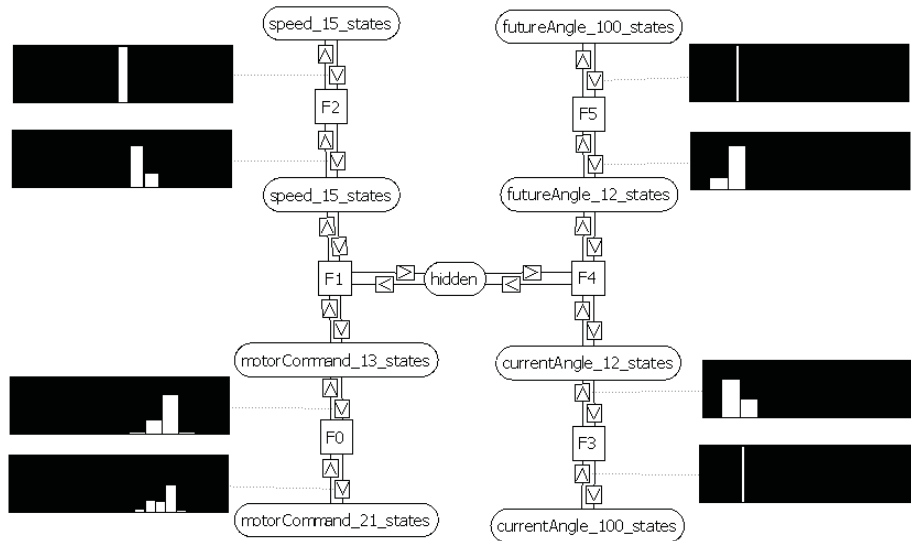 speed_15_states
futureAngle_100_states
F2
F5
speed_15_states
futureAngle_12_states
F1
hidden
F4
motorCommand_13_states
currentAngle_12_states
F0
F3
motorCommand_21_states
currentAngle_100_states